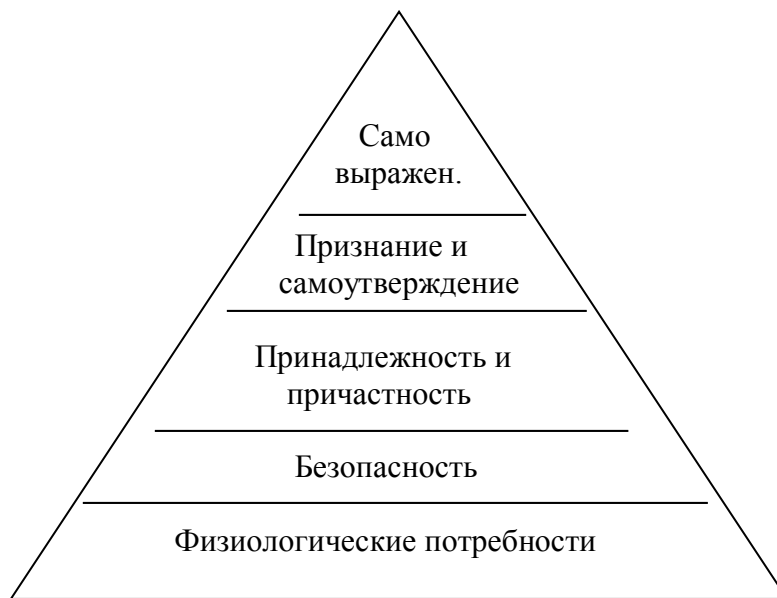 Само
выражен.
Признание и
самоутверждение
Принадлежность и
причастность
Безопасность
Физиологические потребности